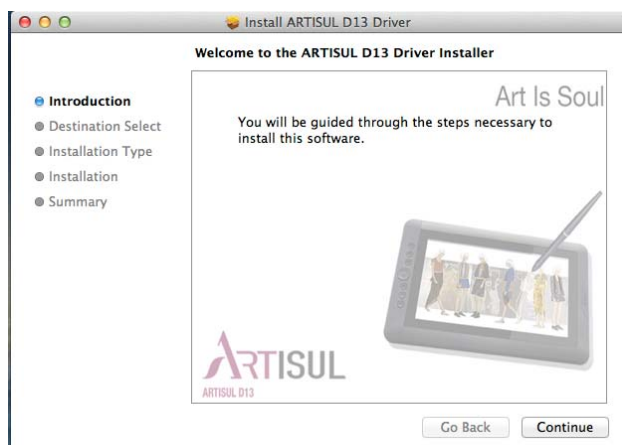 Install ARTISUL D13 Driver
Welcome to the ARTISUL D13 Driver Installer
Introduction
Destination Select
Installation Type
Installation
Summary
Art Is Soul
You will be guided through the steps necessary to
install this software.
ARTISUL
ARTISUL D13
Go Back
Continue